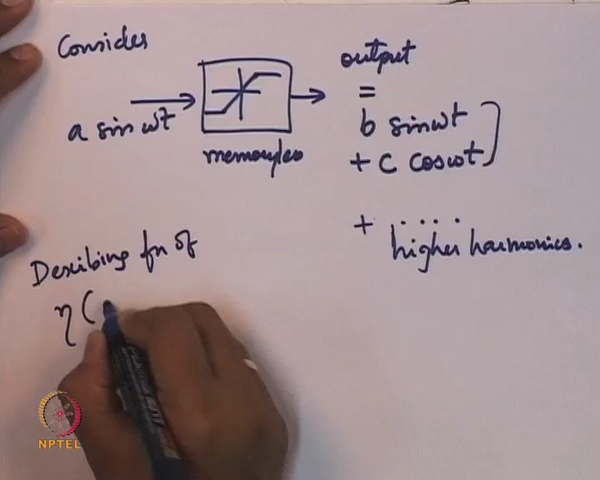 Consider
a sin ωt
memoryless
output
=
b sin ωt
+ c cos ωt
+ ....
higher harmonics.
Describing fn of
η (
NPTEL